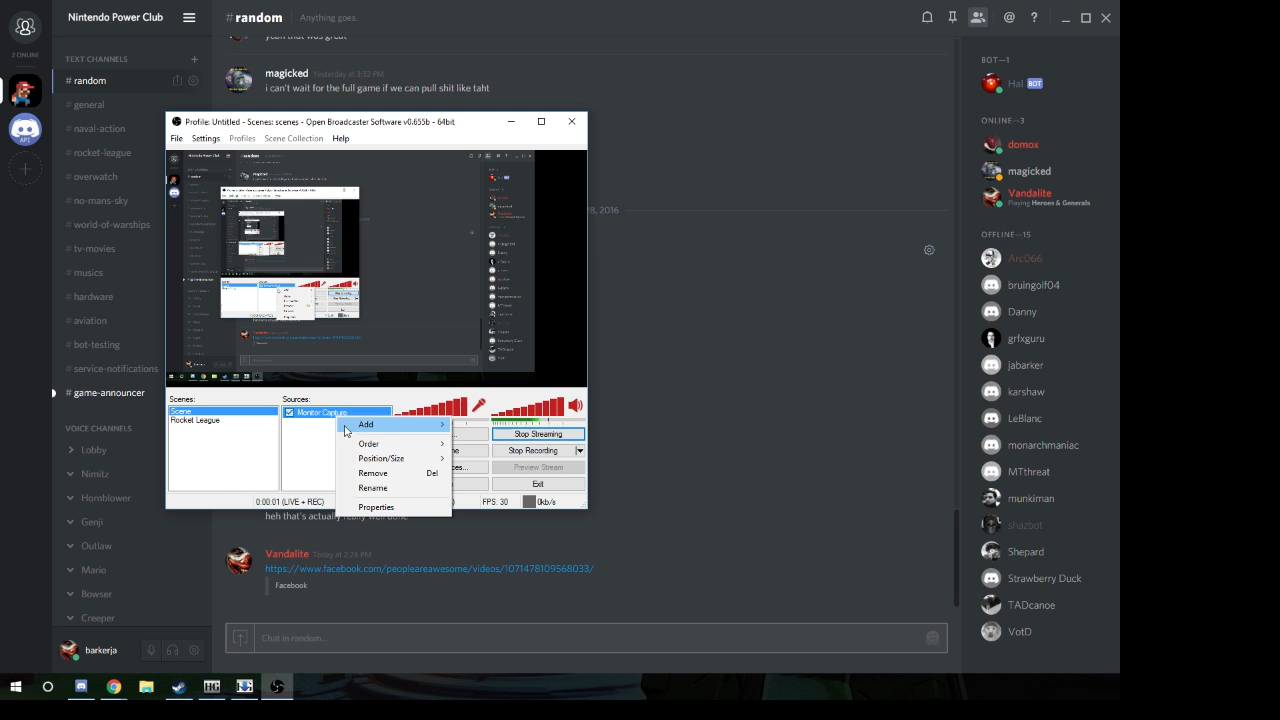 Nintendo Power Club
#random
Anything goes.
2 ONLINE
TEXT CHANNELS
# random
# general
# naval-action
# rocket-league
# overwatch
# no-mans-sky
# world-of-warships
# tv-movies
# musics
# hardware
# aviation
# bot-testing
# service-notifications
# game-announcer
VOICE CHANNELS
Lobby
Nimitz
Hornblower
Genji
Outlaw
Mario
Bowser
Creeper
barkerja
API
yeah that was great
magicked Yesterday at 3:32 PM
i can't wait for the full game if we can pull shit like taht
28, 2016
Profile: Untitled - Scenes: scenes - Open Broadcaster Software v0.655b - 64bit
File Settings Profiles Scene Collection Help
Scenes:
Scene
Rocket League
Sources:
Monitor Capture
Add
Order
Position/Size
Remove Del
Rename
Properties
Stop Streaming
Stop Recording
Preview Stream
Exit
0:00:01 (LIVE + REC)
FPS: 30
0kb/s
heh that's actually really well done
Vandalite Today at 2:26 PM
https://www.facebook.com/peopleareawesome/videos/1071478109568033/
Facebook
Chat in random...
BOT—1
Hal BOT
ONLINE—3
domox
magicked
Vandalite
Playing Heroes & Generals
OFFLINE—15
Arc066
bruingolf04
Danny
grfxguru
jabarker
karshaw
LeBlanc
monarchmaniac
MTthreat
munkiman
shazbot
Shepard
Strawberry Duck
TADcanoe
VotD